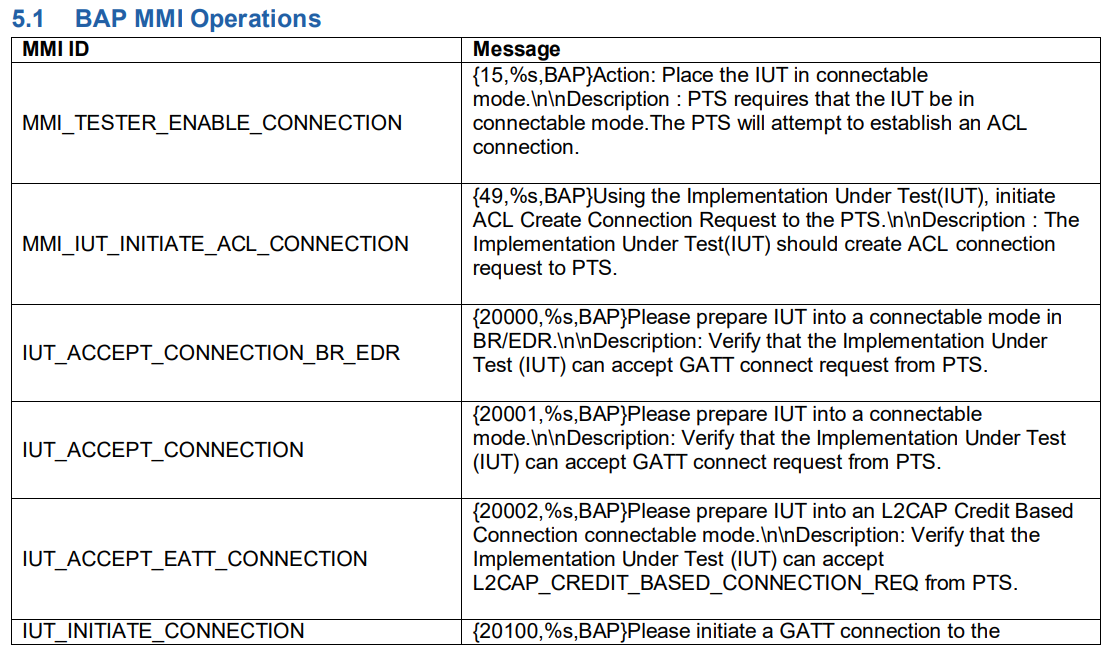 5.1 BAP MMI Operations
MMI ID
Message
MMI_TESTER_ENABLE_CONNECTION
{15,%s,BAP}Action: Place the IUT in connectable
mode.\n\nDescription : PTS requires that the IUT be in
connectable mode.The PTS will attempt to establish an ACL
connection.
MMI_IUT_INITIATE_ACL_CONNECTION
{49,%s,BAP}Using the Implementation Under Test(IUT), initiate
ACL Create Connection Request to the PTS.\n\nDescription : The
Implementation Under Test(IUT) should create ACL connection
request to PTS.
IUT_ACCEPT_CONNECTION_BR_EDR
{20000,%s,BAP}Please prepare IUT into a connectable mode in
BR/EDR.\n\nDescription: Verify that the Implementation Under
Test (IUT) can accept GATT connect request from PTS.
IUT_ACCEPT_CONNECTION
{20001,%s,BAP}Please prepare IUT into a connectable
mode.\n\nDescription: Verify that the Implementation Under Test
(IUT) can accept GATT connect request from PTS.
IUT_ACCEPT_EATT_CONNECTION
{20002,%s,BAP}Please prepare IUT into an L2CAP Credit Based
Connection connectable mode.\n\nDescription: Verify that the
Implementation Under Test (IUT) can accept
L2CAP_CREDIT_BASED_CONNECTION_REQ from PTS.
IUT_INITIATE_CONNECTION
{20100,%s,BAP}Please initiate a GATT connection to the